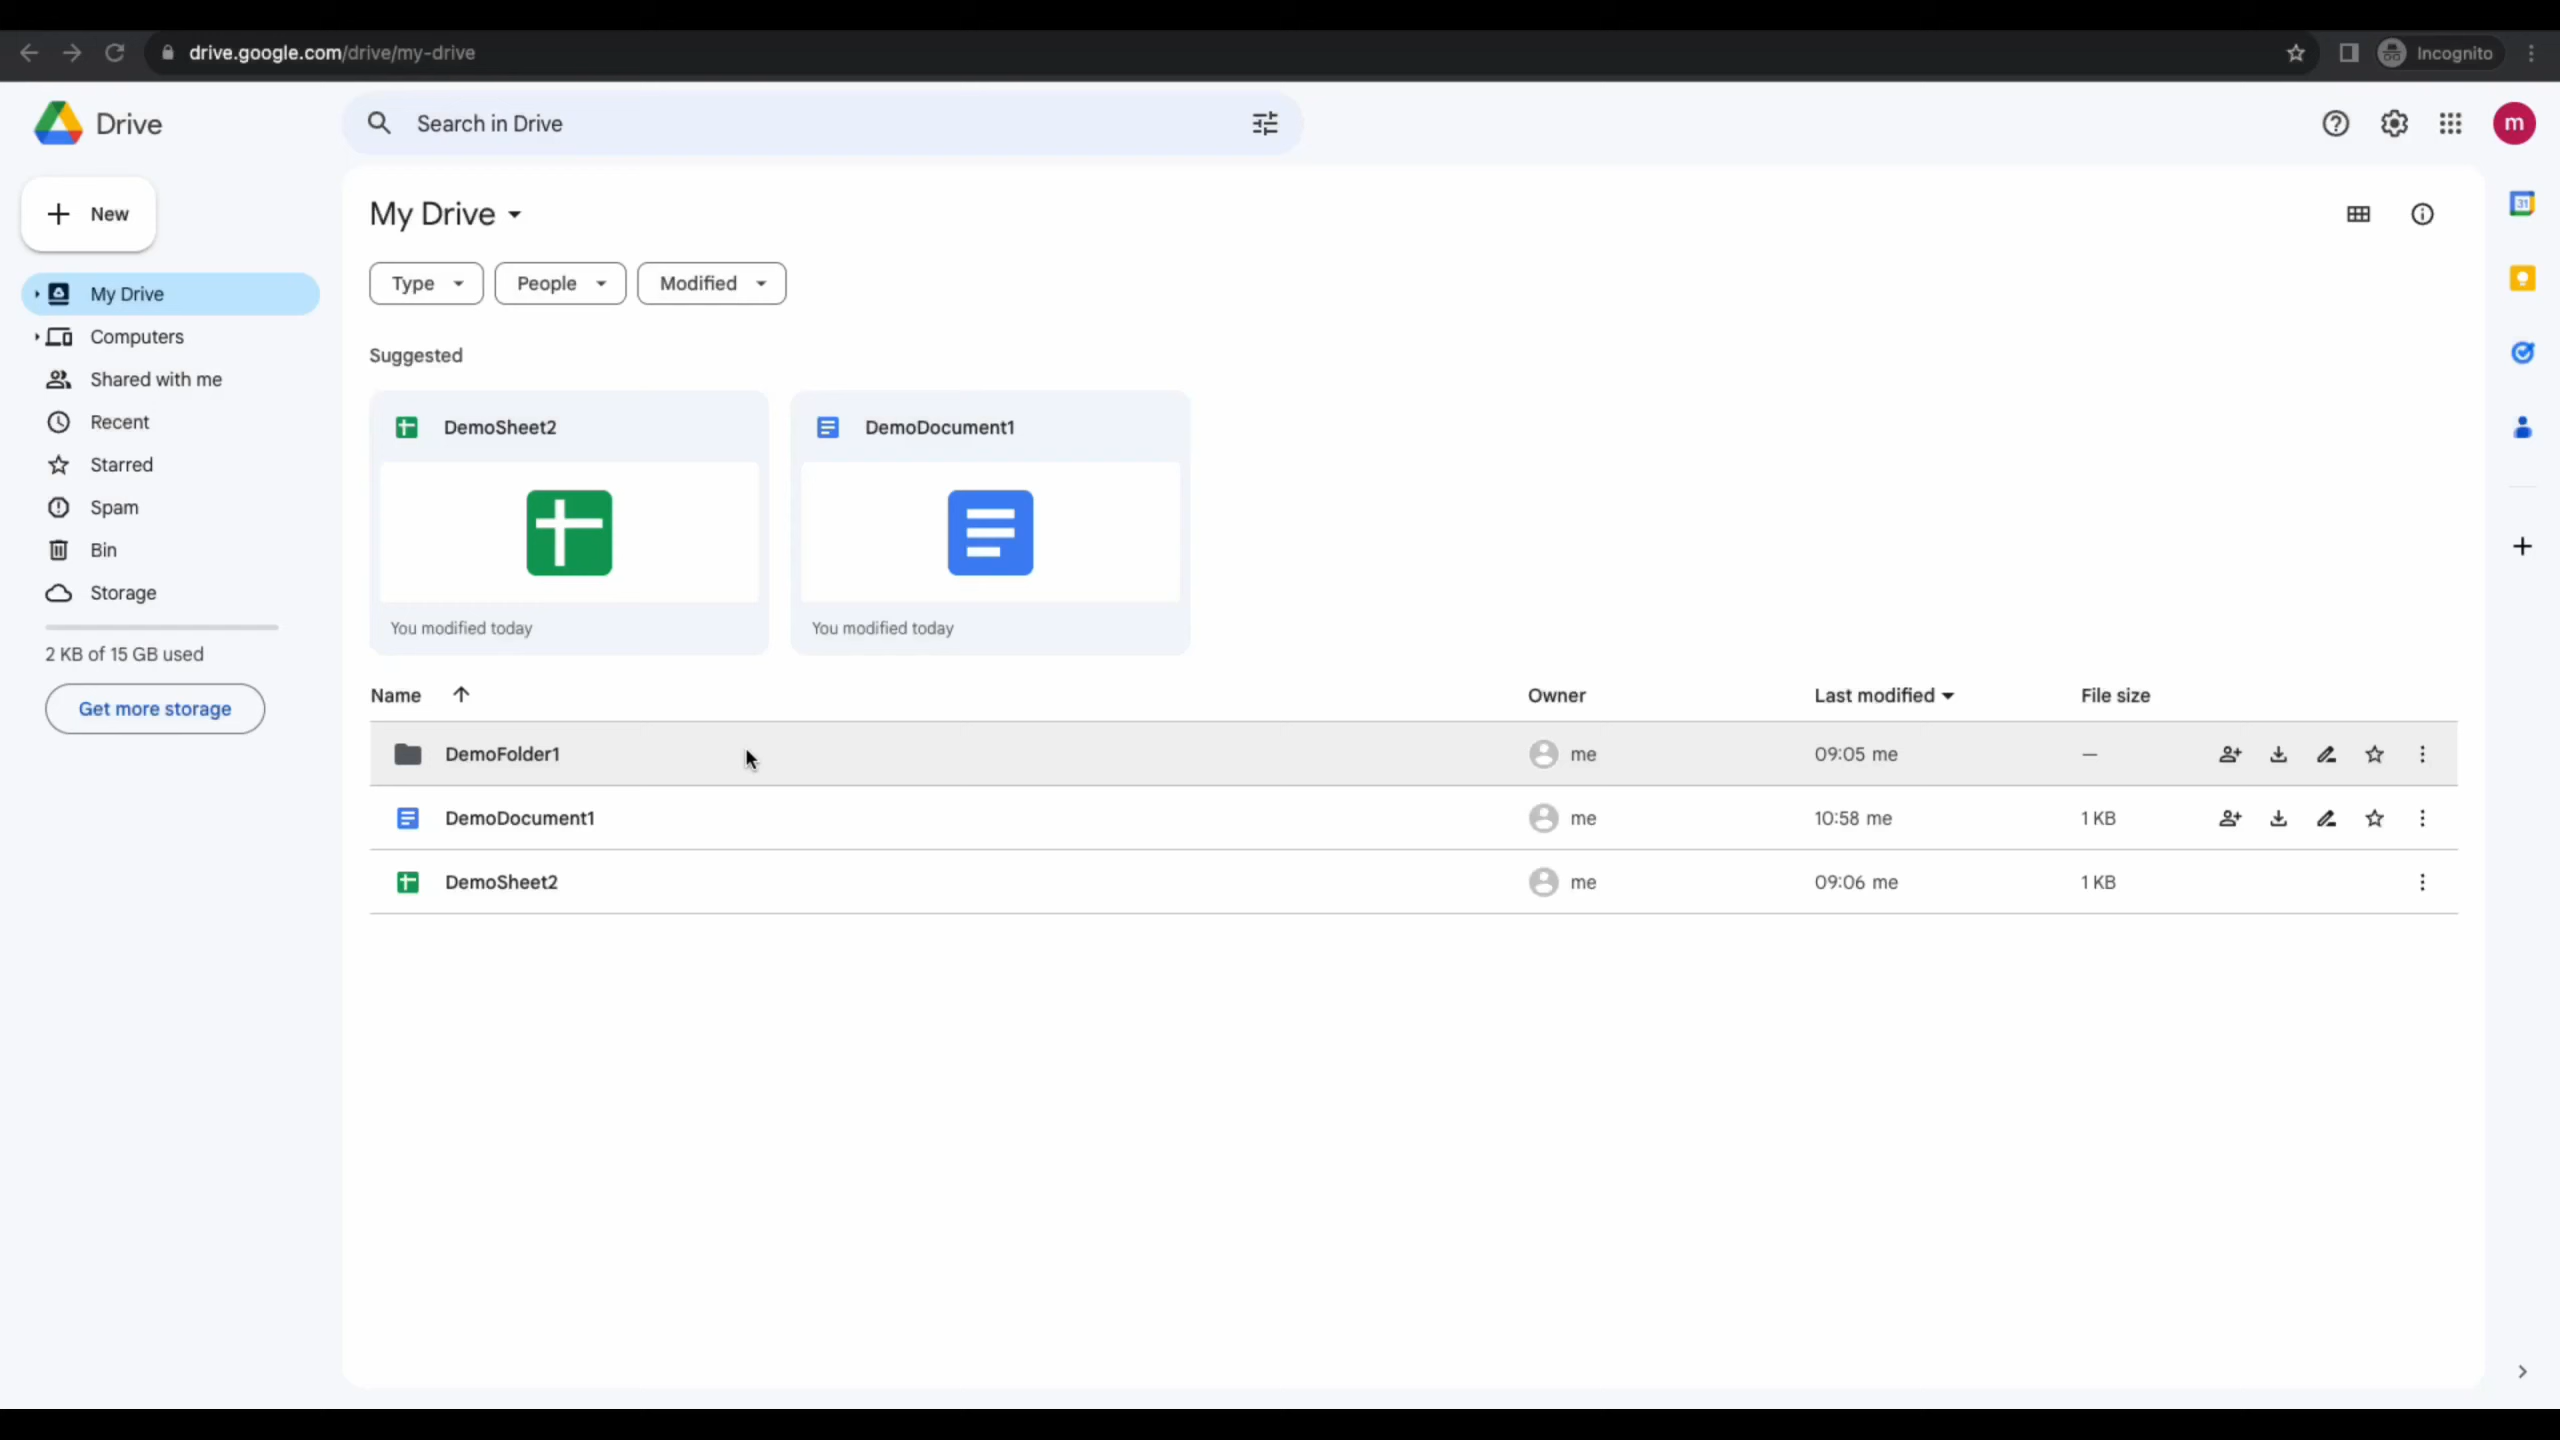 drive.google.com/drive/my-drive
Incognito
Drive
Search in Drive
m
New
My Drive
Computers
Shared with me
Recent
Starred
Spam
Bin
Storage
2 KB of 15 GB used
Get more storage
My Drive
Type People Modified
Suggested
DemoSheet2
You modified today
DemoDocument1
You modified today
Name Owner Last modified File size
DemoFolder1 me 09:05 me —
DemoDocument1 me 10:58 me 1 KB
DemoSheet2 me 09:06 me 1 KB
31